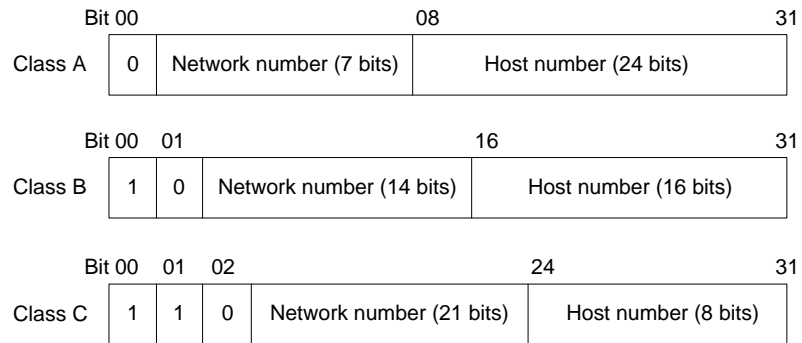 Bit 00 08 31
Class A 0 Network number (7 bits) Host number (24 bits)
Bit 00 01 16 31
Class B 1 0 Network number (14 bits) Host number (16 bits)
Bit 00 01 02 24 31
Class C 1 1 0 Network number (21 bits) Host number (8 bits)